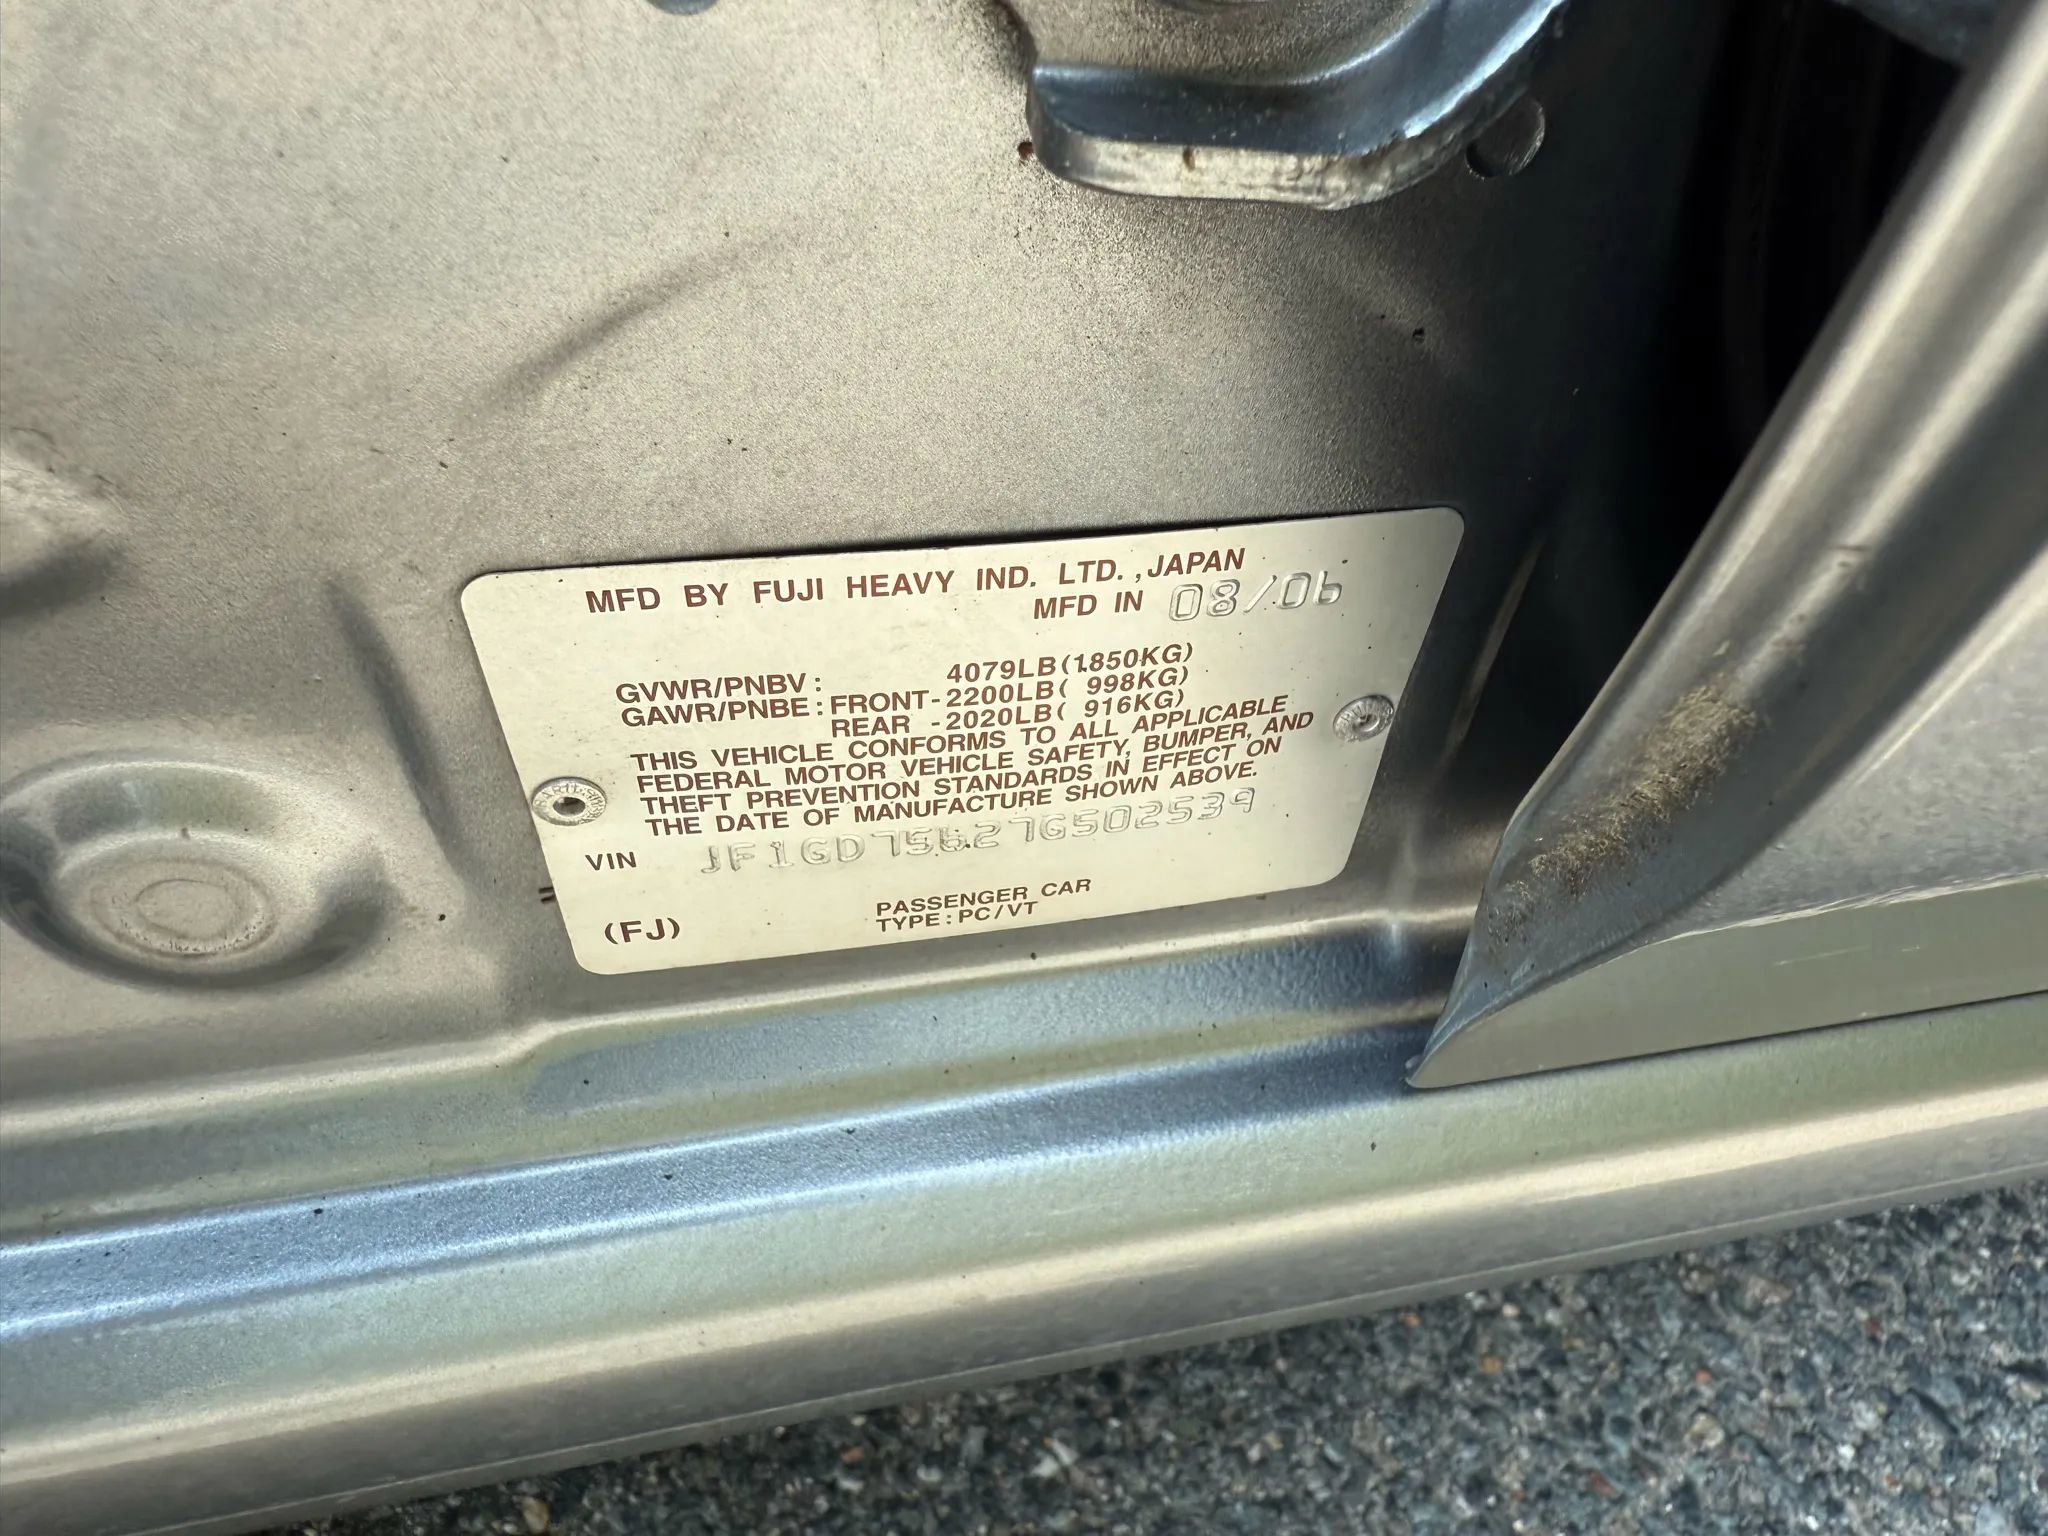 MFD BY FUJI HEAVY IND. LTD., JAPAN
MFD IN 08/06
GVWR/PNBV: 4079LB(1850KG)
GAWR/PNBE: FRONT-2200LB( 998KG)
REAR -2020LB( 916KG)
THIS VEHICLE CONFORMS TO ALL APPLICABLE
FEDERAL MOTOR VEHICLE SAFETY, BUMPER, AND
THEFT PREVENTION STANDARDS IN EFFECT ON
THE DATE OF MANUFACTURE SHOWN ABOVE.
VIN JF1GD75627G502539
PASSENGER CAR
(FJ) TYPE: PC/VT